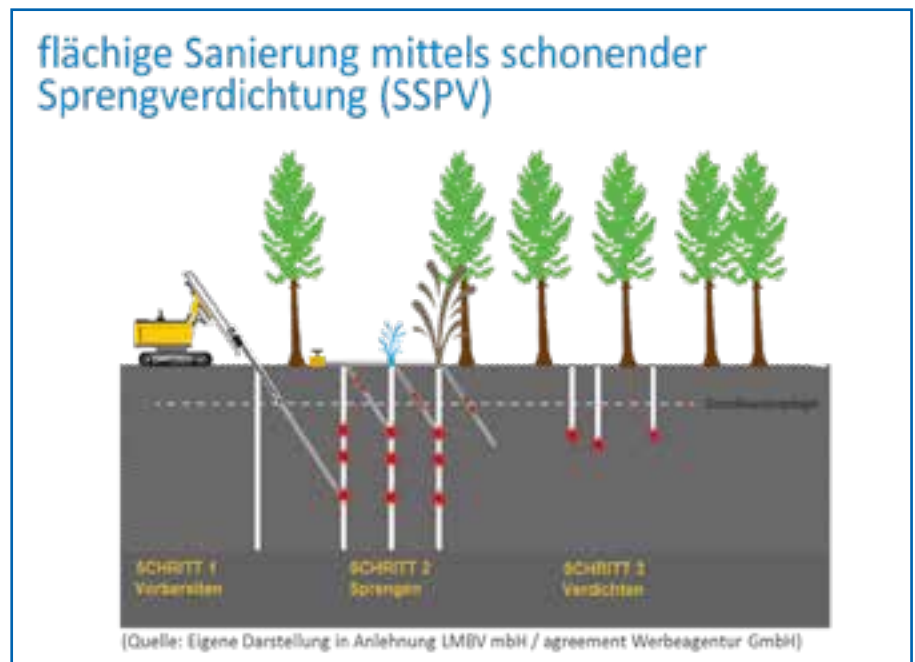 flächige Sanierung mittels schonender
Sprengverdichtung (SSPV)
SCHRITT 1
Vorbereiten
SCHRITT 2
Sprengen
SCHRITT 3
Verdichten
(Quelle: Eigene Darstellung in Anlehnung LMBV mbH / agreement Werbeagentur GmbH)